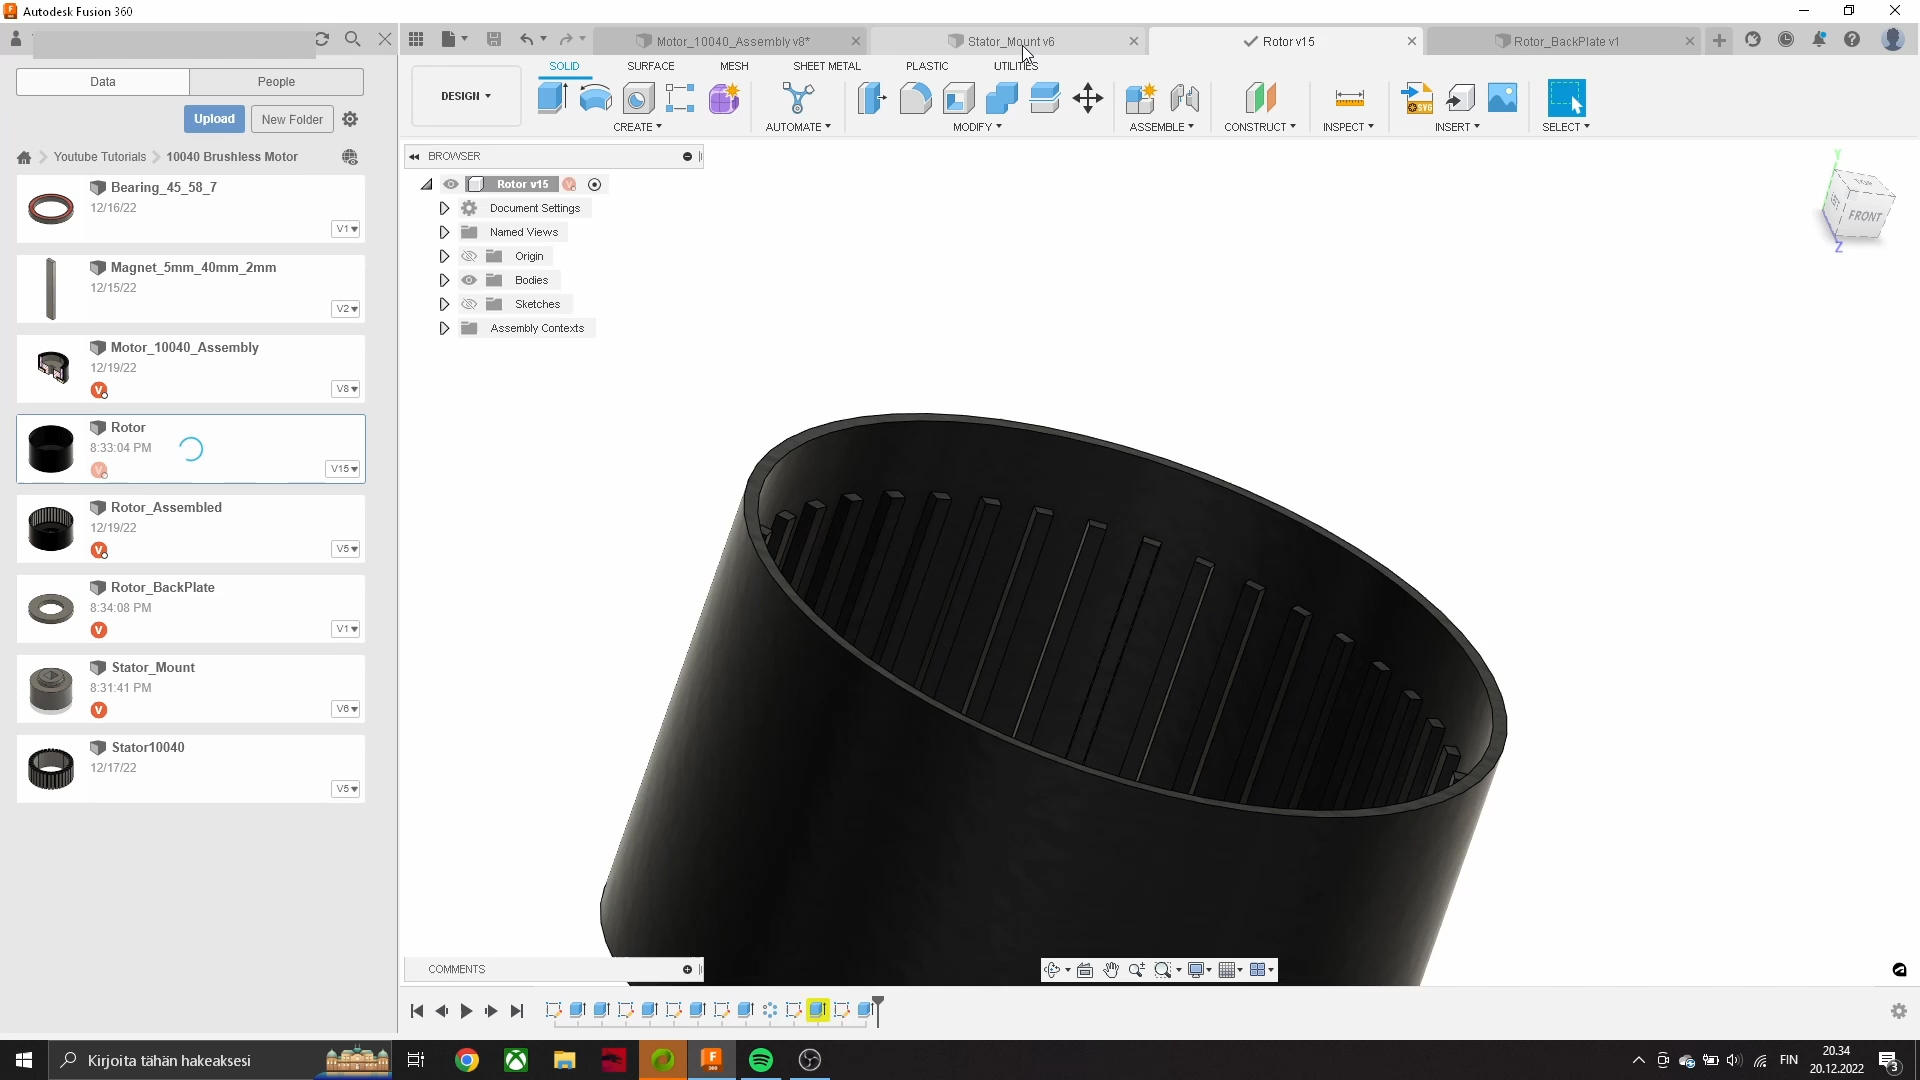 Autodesk Fusion 360
Motor_10040_Assembly v8*
Stator_Mount v6
Rotor v15
Rotor_BackPlate v1
Data
People
SOLID
SURFACE
MESH
SHEET METAL
PLASTIC
UTILITIES
DESIGN
Upload
New Folder
CREATE
AUTOMATE
MODIFY
ASSEMBLE
CONSTRUCT
INSPECT
INSERT
SELECT
Youtube Tutorials
10040 Brushless Motor
BROWSER
Rotor v15
Document Settings
Named Views
Origin
Bodies
Sketches
Assembly Contexts
Bearing_45_58_7
12/16/22
V1
Magnet_5mm_40mm_2mm
12/15/22
V2
Motor_10040_Assembly
12/19/22
V
V8
Rotor
8:33:04 PM
V
V15
Rotor_Assembled
12/19/22
V
V5
Rotor_BackPlate
8:34:08 PM
V
V1
Stator_Mount
8:31:41 PM
V
V6
Stator10040
12/17/22
V5
Y
TOP
FRONT
Z
COMMENTS
Kirjoita tähän hakeaksesi
FIN
20.34
20.12.2022
3